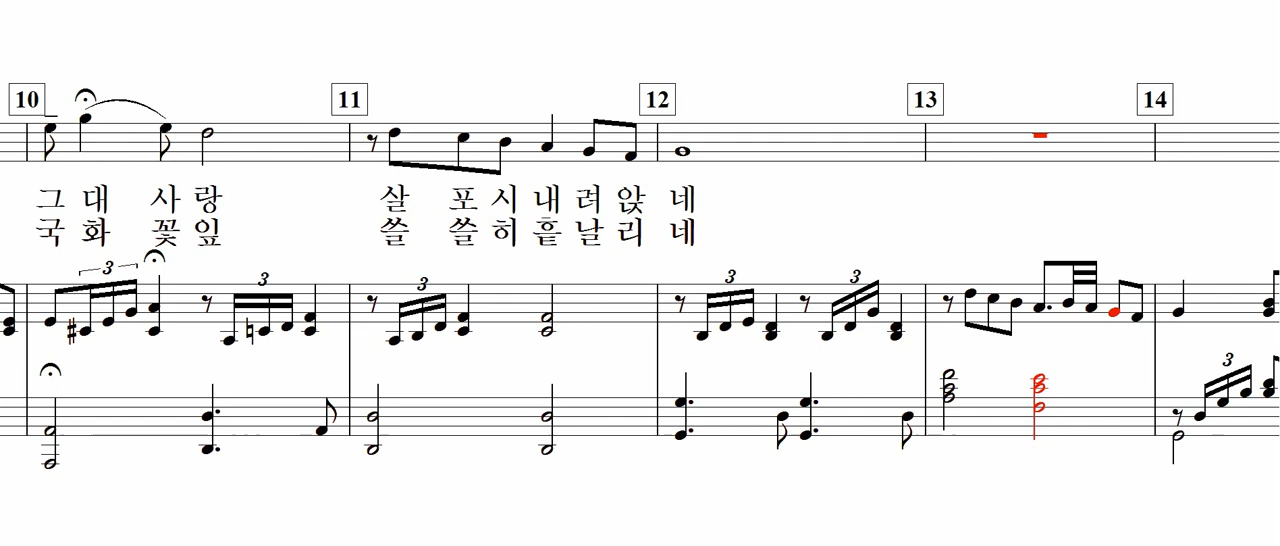 10 11 12 13 14
그 대 사 랑 살 포 시 내 려 앉 네
국 화 꽃 잎 쓸 쓸 히 흩 날 리 네
3 3 3 3 3
3